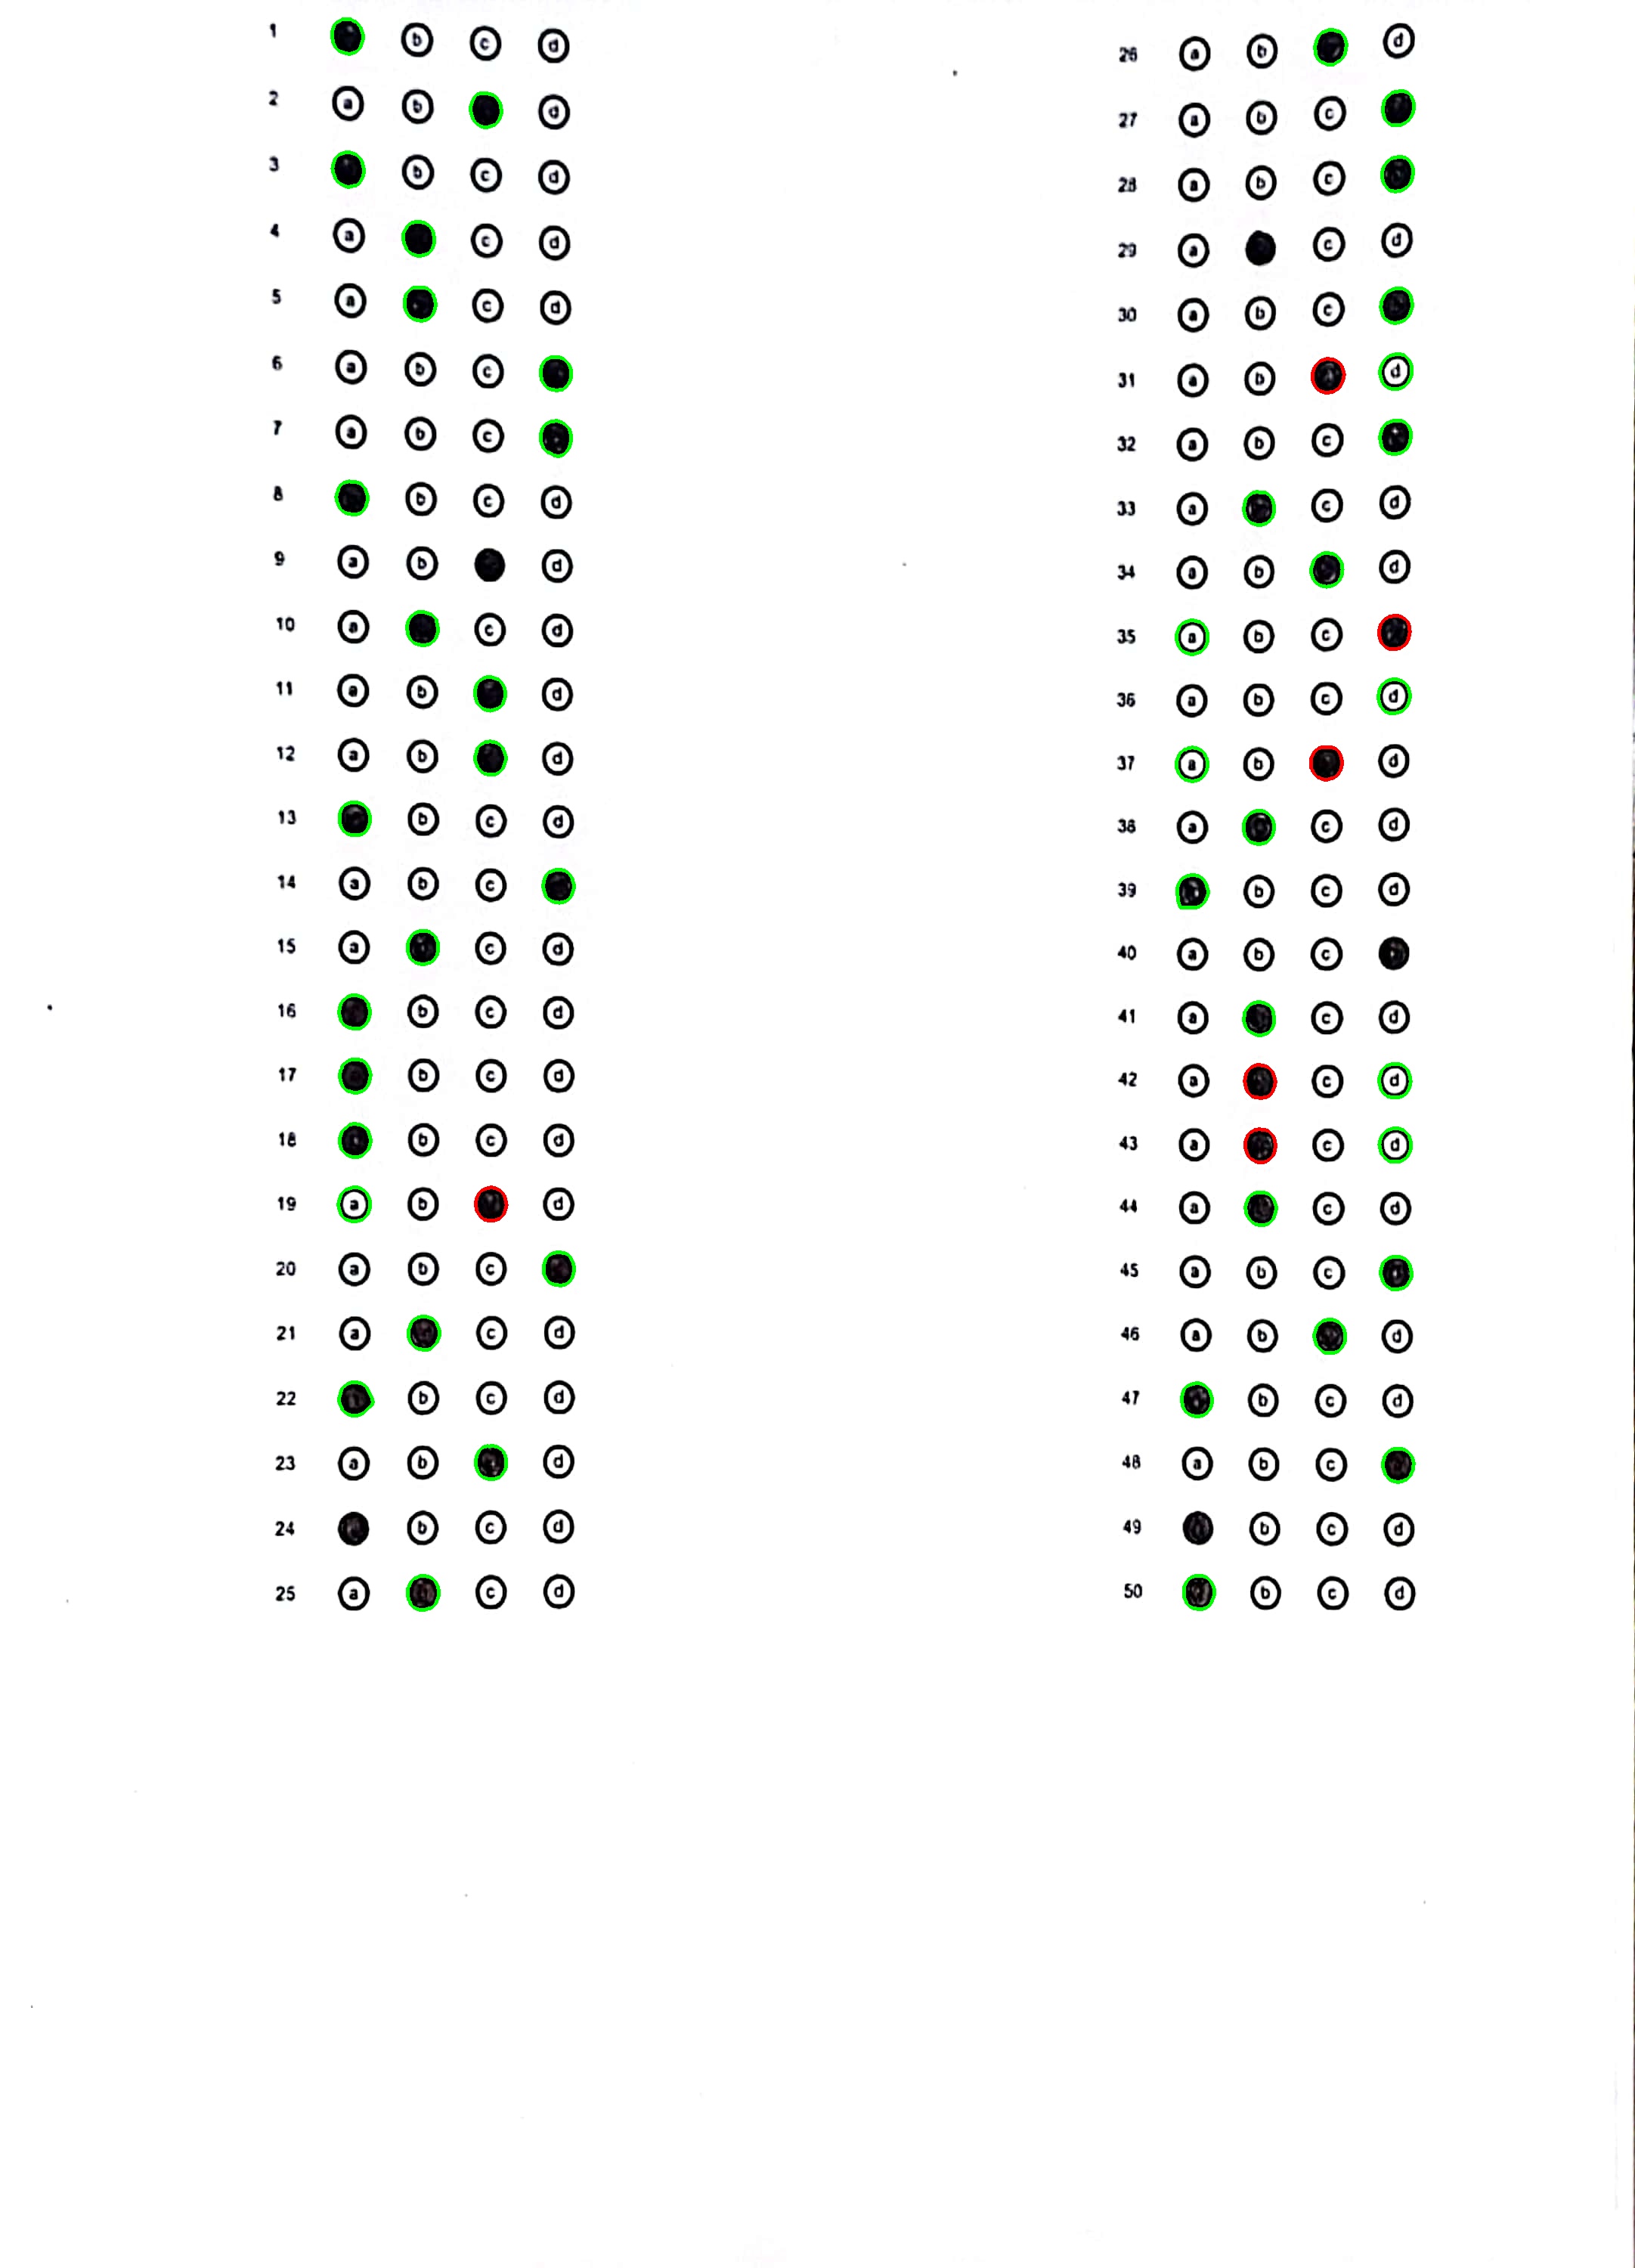 1 b c d
2 a b d
3 b c d
4 a c d
5 a c d
6 a b c
7 a b c
8 b c d
9 a b d
10 a c d
11 a b d
12 a b d
13 b c d
14 a b c
15 a c d
16 b c d
17 b c d
18 b c d
19 a b d
20 a b c
21 a c d
22 b c d
23 a b d
24 b c d
25 a c d
26 a b d
27 a b c
28 a b c
29 a c d
30 a b c
31 a b d
32 a b c
33 a c d
34 a b d
35 a b c
36 a b c d
37 a b d
38 a c d
39 b c d
40 a b c
41 a c d
42 a c d
43 a c d
44 a c d
45 a b c
46 a b d
47 b c d
48 a b c
49 b c d
50 b c d